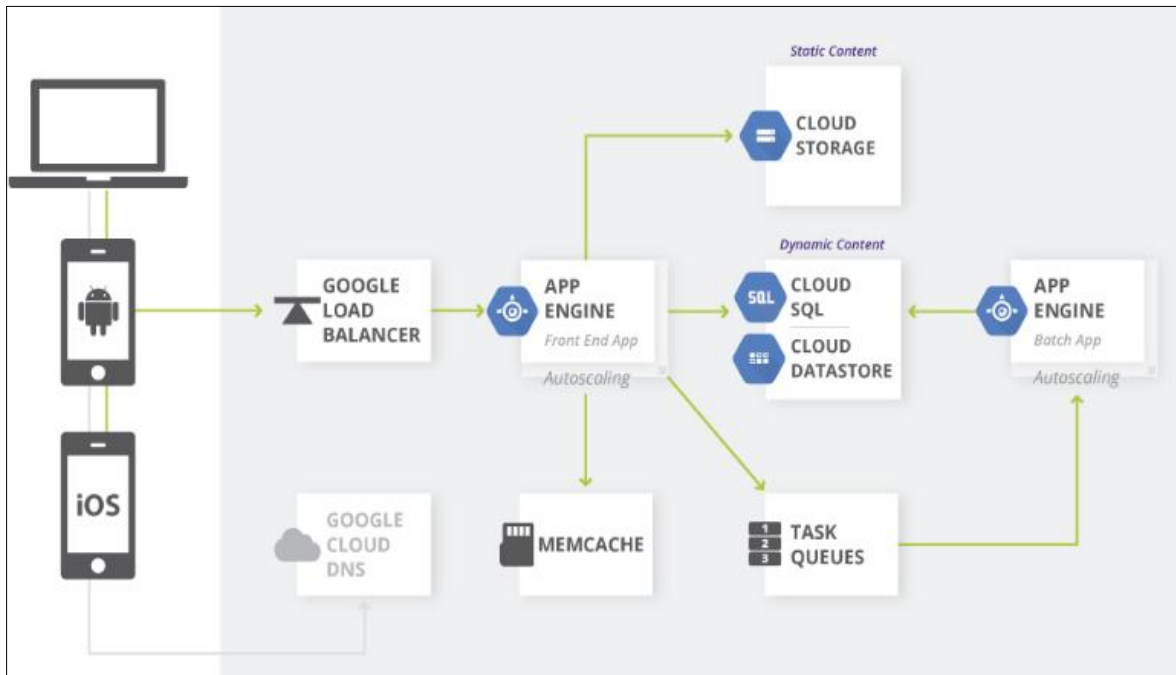 Static Content
CLOUD
STORAGE
Dynamic Content
GOOGLE
LOAD
BALANCER
APP
ENGINE
Front End App
Autoscaling
SQL
CLOUD
SQL
CLOUD
DATASTORE
APP
ENGINE
Batch App
Autoscaling
iOS
GOOGLE
CLOUD
DNS
MEMCACHE
1
2
3
TASK
QUEUES